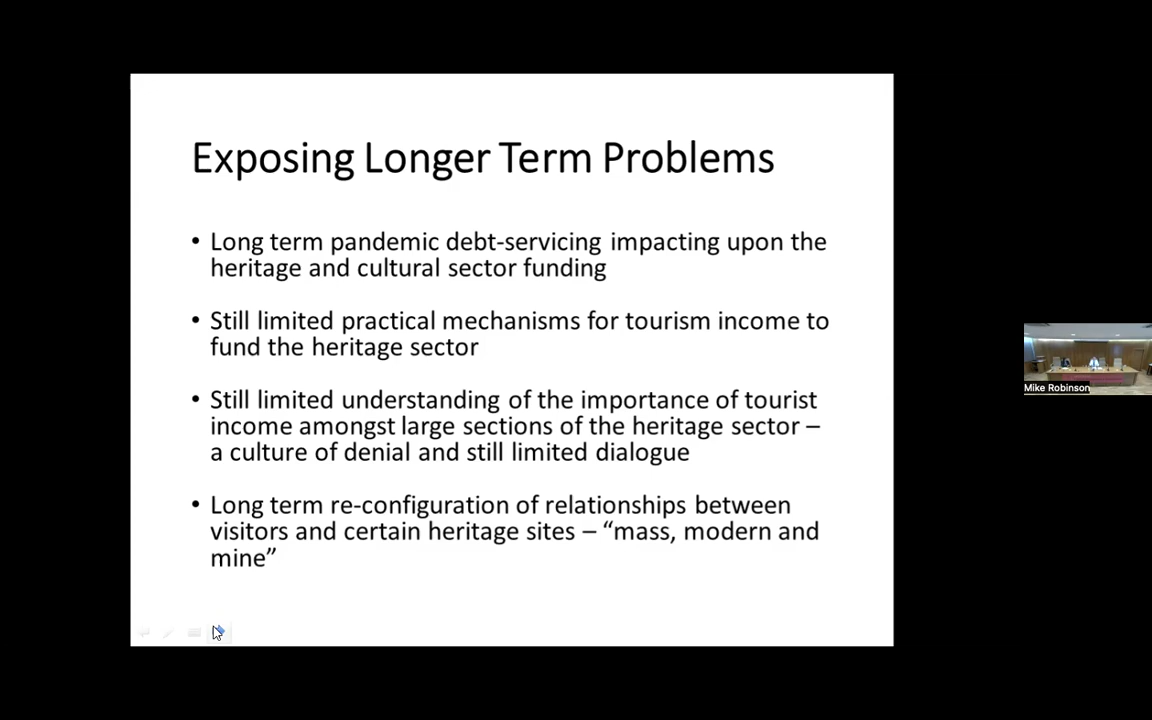 Exposing Longer Term Problems
• Long term pandemic debt-servicing impacting upon the
heritage and cultural sector funding
• Still limited practical mechanisms for tourism income to
fund the heritage sector
• Still limited understanding of the importance of tourist
income amongst large sections of the heritage sector –
a culture of denial and still limited dialogue
• Long term re-configuration of relationships between
visitors and certain heritage sites – “mass, modern and
mine”
Mike Robinson